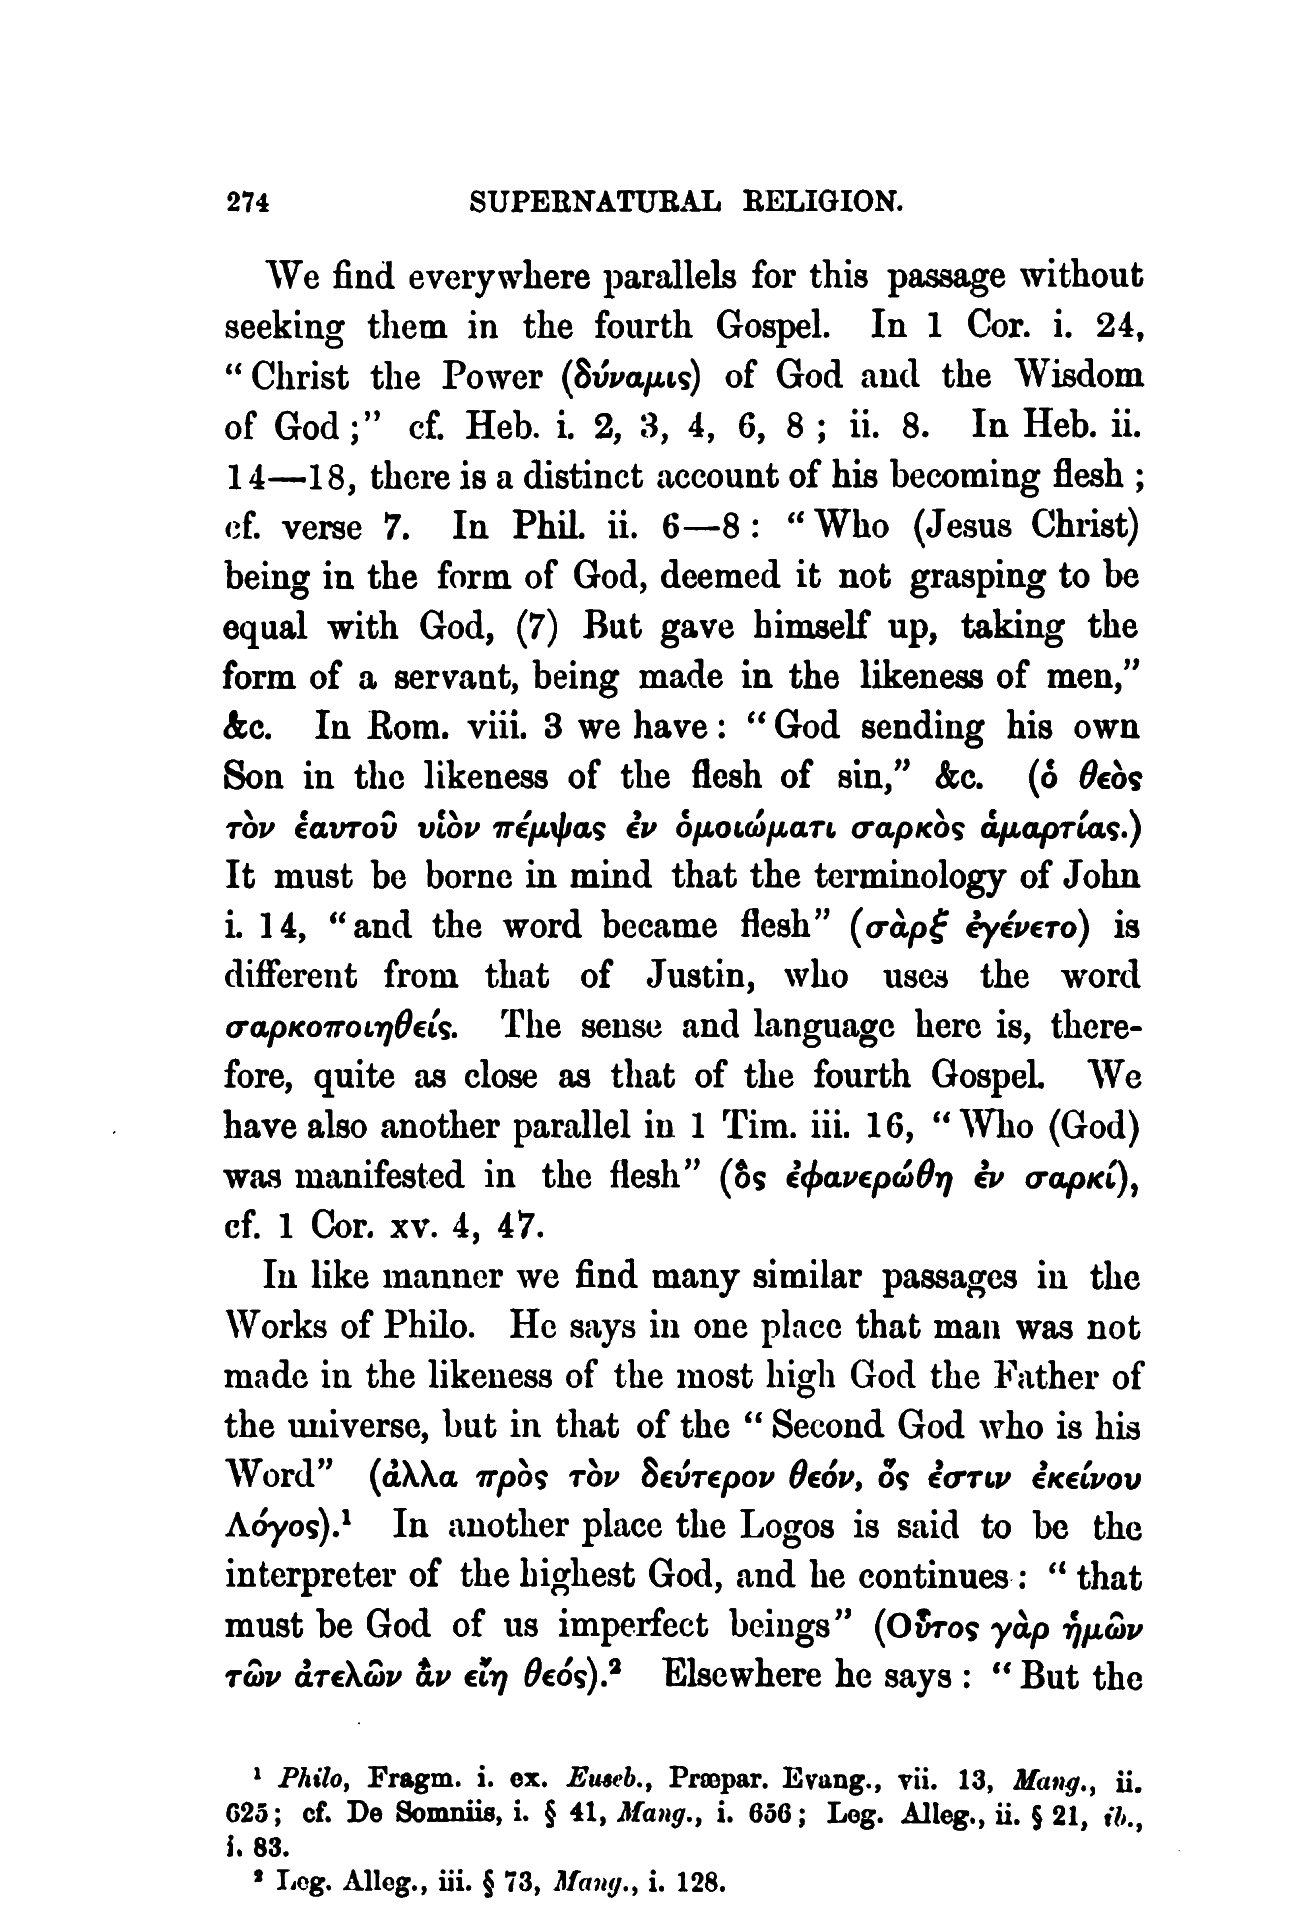 274 SUPERNATURAL RELIGION.
We find everywhere parallels for this passage without
seeking them in the fourth Gospel. In 1 Cor. i. 24,
“Christ the Power (δύναμις) of God and the Wisdom
of God;” cf. Heb. i. 2, 3, 4, 6, 8; ii. 8. In Heb. ii.
14—18, there is a distinct account of his becoming flesh;
cf. verse 7. In Phil. ii. 6—8: “Who (Jesus Christ)
being in the form of God, deemed it not grasping to be
equal with God, (7) But gave himself up, taking the
form of a servant, being made in the likeness of men,”
&c. In Rom. viii. 3 we have: “God sending his own
Son in the likeness of the flesh of sin,” &c. (ὁ θεὸς
τὸν ἑαυτοῦ υἱὸν πέμψας ἐν ὁμοιώματι σαρκὸς ἁμαρτίας.)
It must be borne in mind that the terminology of John
i. 14, “and the word became flesh” (σὰρξ ἐγένετο) is
different from that of Justin, who uses the word
σαρκοποιηθείς. The sense and language here is, there-
fore, quite as close as that of the fourth Gospel. We
have also another parallel in 1 Tim. iii. 16, “Who (God)
was manifested in the flesh” (ὃς ἐφανερώθη ἐν σαρκί),
cf. 1 Cor. xv. 4, 47.
In like manner we find many similar passages in the
Works of Philo. He says in one place that man was not
made in the likeness of the most high God the Father of
the universe, but in that of the “Second God who is his
Word” (ἀλλα πρὸς τὸν δεύτερον θεόν, ὅς ἐστιν ἐκείνου
Λόγος).¹ In another place the Logos is said to be the
interpreter of the highest God, and he continues: “that
must be God of us imperfect beings” (Οὗτος γὰρ ἡμῶν
τῶν ἀτελῶν ἂν εἴη θεός).² Elsewhere he says: “But the
¹ Philo, Fragm. i. ex. Euseb., Præpar. Evang., vii. 13, Mang., ii.
625; cf. De Somniis, i. § 41, Mang., i. 656; Leg. Alleg., ii. § 21, ib.,
i. 83.
² Leg. Alleg., iii. § 73, Mang., i. 128.